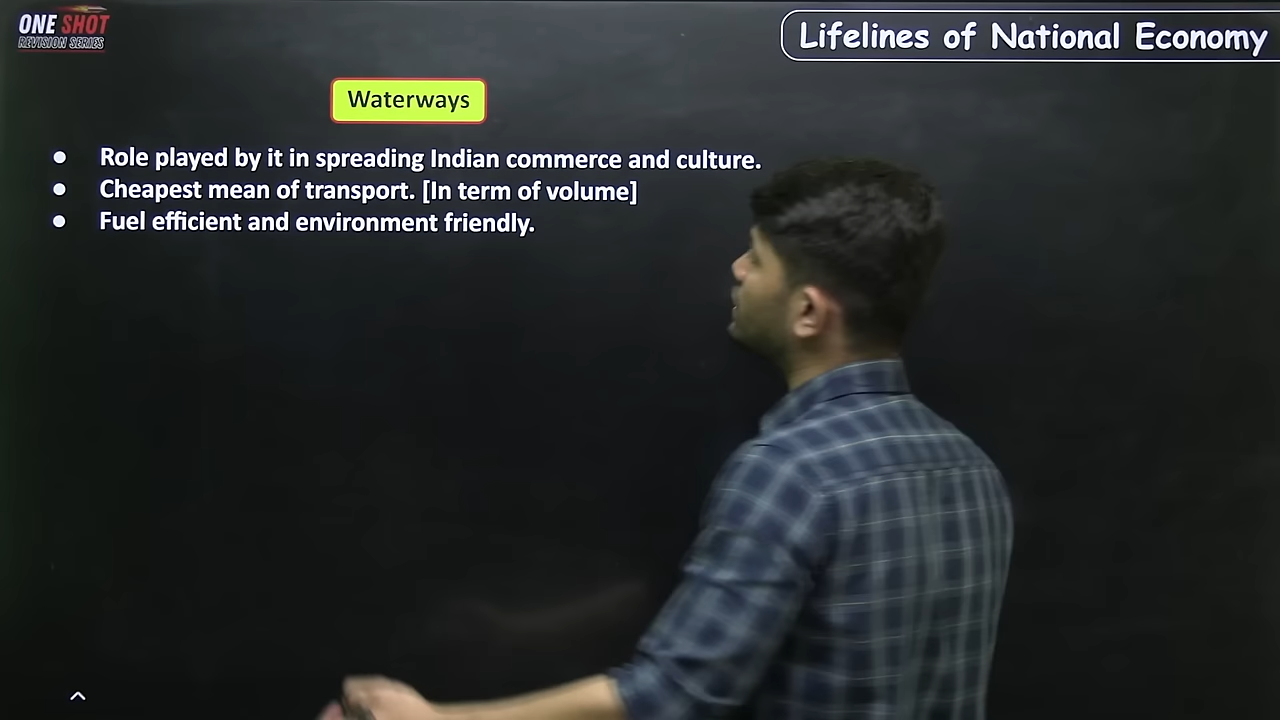 ONE SHOT
REVISION SERIES
Lifelines of National Economy
Waterways
● Role played by it in spreading Indian commerce and culture.
● Cheapest mean of transport. [In term of volume]
● Fuel efficient and environment friendly.